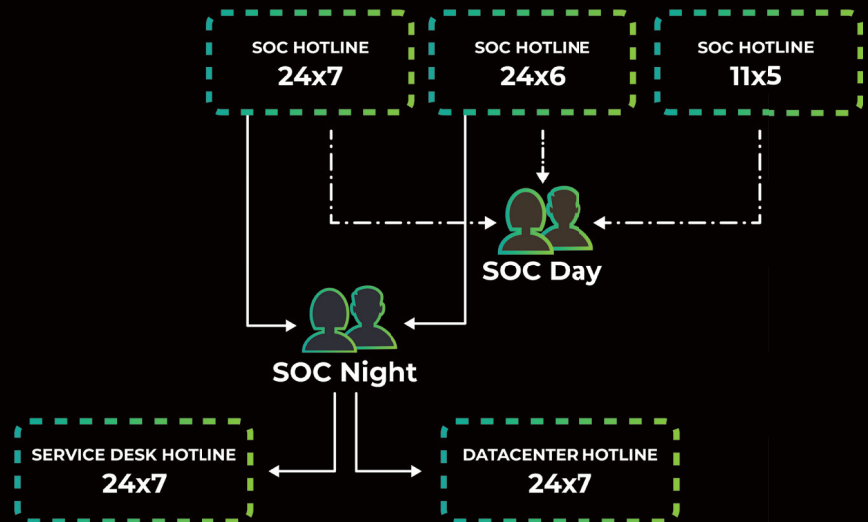 SOC HOTLINE
24x7
SOC HOTLINE
24x6
SOC HOTLINE
11x5
SOC Day
SOC Night
SERVICE DESK HOTLINE
24x7
DATACENTER HOTLINE
24x7